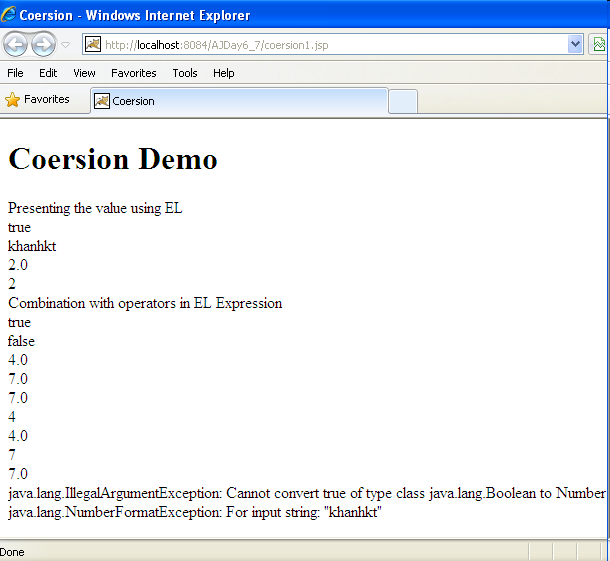 Coersion - Windows Internet Explorer
http://localhost:8084/AJDay6_7/coersion1.jsp
File Edit View Favorites Tools Help
Favorites Coersion
Coersion Demo
Presenting the value using EL
true
khanhkt
2.0
2
Combination with operators in EL Expression
true
false
4.0
7.0
7.0
4
4.0
7
7.0
java.lang.IllegalArgumentException: Cannot convert true of type class java.lang.Boolean to Number
java.lang.NumberFormatException: For input string: "khanhkt"
Done